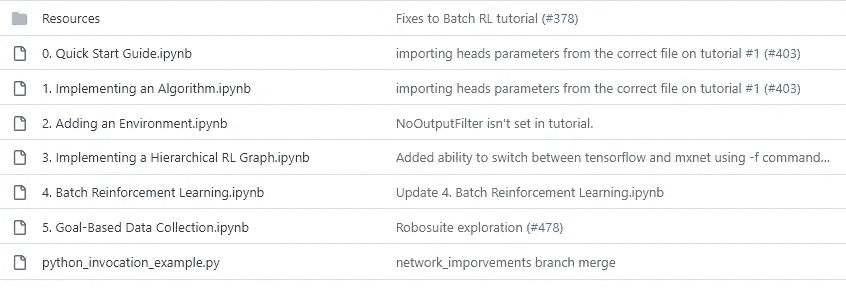 Resources Fixes to Batch RL tutorial (#378)
0. Quick Start Guide.ipynb importing heads parameters from the correct file on tutorial #1 (#403)
1. Implementing an Algorithm.ipynb importing heads parameters from the correct file on tutorial #1 (#403)
2. Adding an Environment.ipynb NoOutputFilter isn't set in tutorial.
3. Implementing a Hierarchical RL Graph.ipynb Added ability to switch between tensorflow and mxnet using -f command...
4. Batch Reinforcement Learning.ipynb Update 4. Batch Reinforcement Learning.ipynb
5. Goal-Based Data Collection.ipynb Robosuite exploration (#478)
python_invocation_example.py network_imporvements branch merge